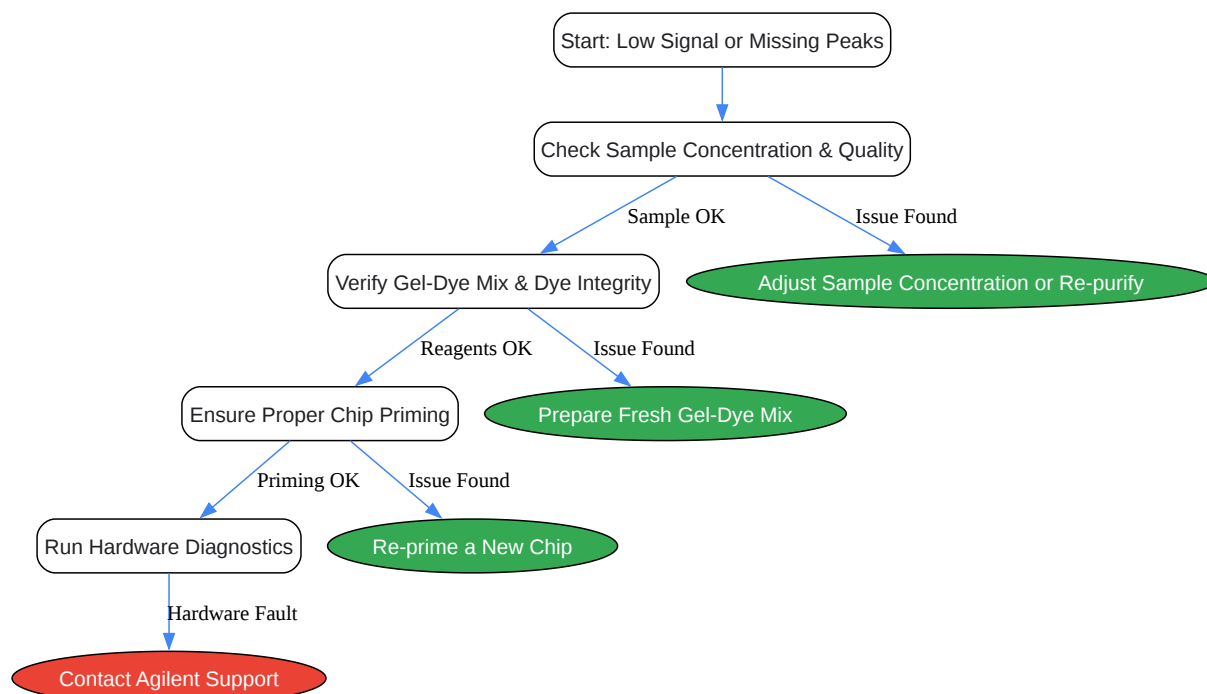 Start: Low Signal or Missing Peaks
Check Sample Concentration & Quality
Sample OK
Issue Found
Verify Gel-Dye Mix & Dye Integrity
Adjust Sample Concentration or Re-purify
Reagents OK
Issue Found
Ensure Proper Chip Priming
Prepare Fresh Gel-Dye Mix
Priming OK
Issue Found
Run Hardware Diagnostics
Re-prime a New Chip
Hardware Fault
Contact Agilent Support